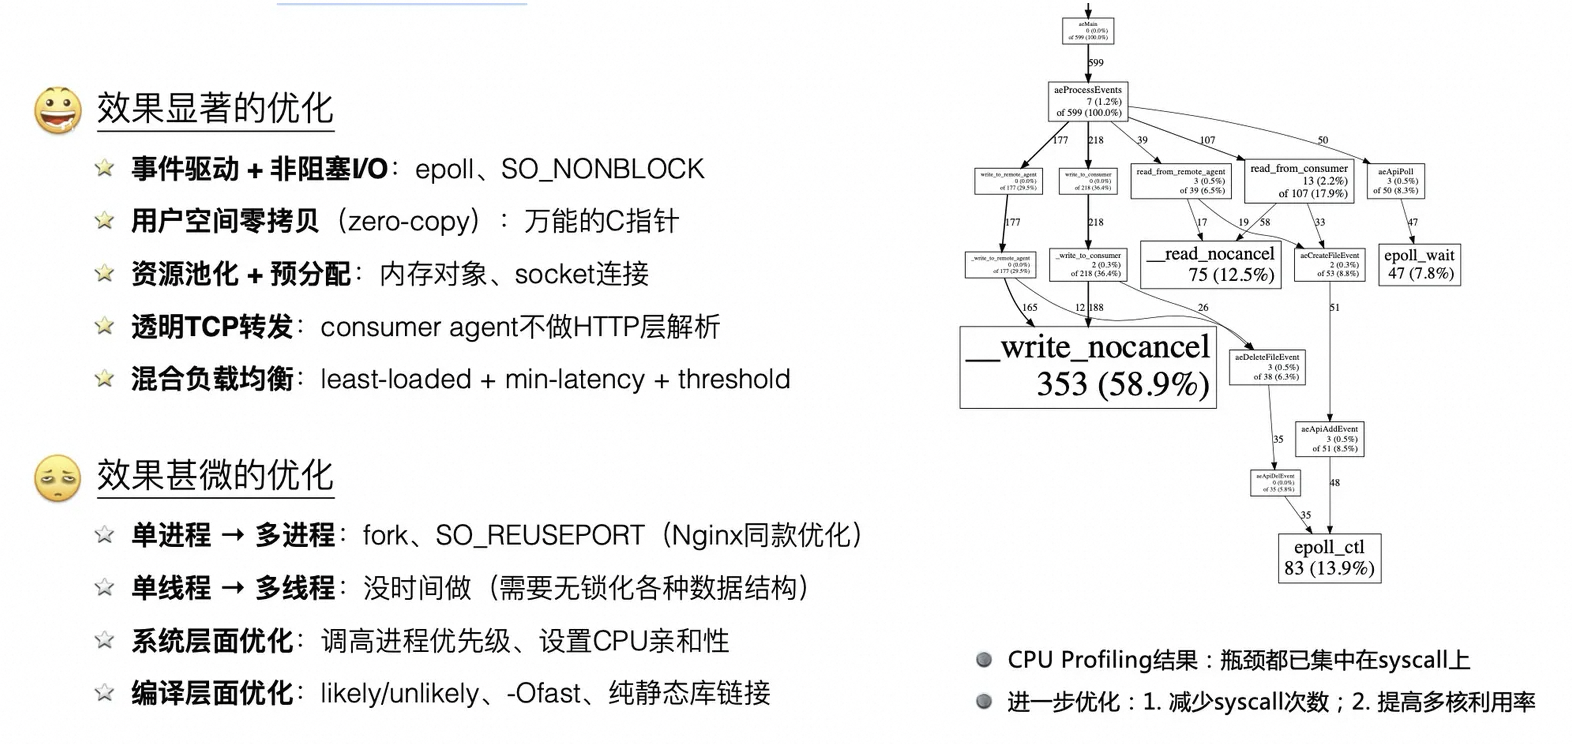 效果显著的优化
事件驱动 + 非阻塞I/O：epoll、SO_NONBLOCK
用户空间零拷贝（zero-copy）：万能的C指针
资源池化 + 预分配：内存对象、socket连接
透明TCP转发：consumer agent不做HTTP层解析
混合负载均衡：least-loaded + min-latency + threshold
效果甚微的优化
单进程 → 多进程：fork、SO_REUSEPORT（Nginx同款优化）
单线程 → 多线程：没时间做（需要无锁化各种数据结构）
系统层面优化：调高进程优先级、设置CPU亲和性
编译层面优化：likely/unlikely、-Ofast、纯静态库链接
aeMain
0 (0.0%)
of 599 (100.0%)
599
aeProcessEvents
7 (1.2%)
of 599 (100.0%)
177
218
39
107
50
write_to_remote_agent
0 (0.0%)
of 177 (29.5%)
write_to_consumer
0 (0.0%)
of 218 (36.4%)
read_from_remote_agent
3 (0.5%)
of 39 (6.5%)
read_from_consumer
13 (2.2%)
of 107 (17.9%)
aeApiPoll
3 (0.5%)
of 50 (8.3%)
177
218
17
19
58
33
47
_write_to_remote_agent
0 (0.0%)
of 177 (29.5%)
_write_to_consumer
2 (0.3%)
of 218 (36.4%)
__read_nocancel
75 (12.5%)
aeCreateFileEvent
2 (0.3%)
of 53 (8.8%)
epoll_wait
47 (7.8%)
165
12
188
26
51
__write_nocancel
353 (58.9%)
aeDeleteFileEvent
3 (0.5%)
of 38 (6.3%)
35
aeApiAddEvent
3 (0.5%)
of 51 (8.5%)
aeApiDelEvent
0 (0.0%)
of 35 (5.8%)
48
35
epoll_ctl
83 (13.9%)
CPU Profiling结果：瓶颈都已集中在syscall上
进一步优化：1. 减少syscall次数；2. 提高多核利用率